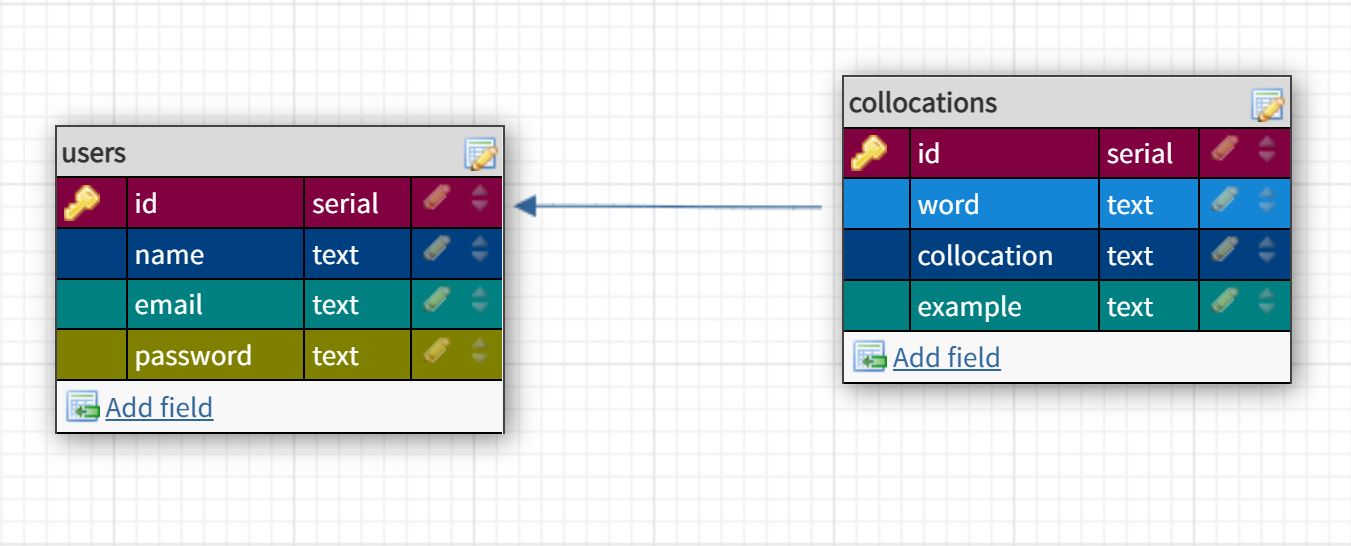 users
id serial
name text
email text
password text
Add field
collocations
id serial
word text
collocation text
example text
Add field